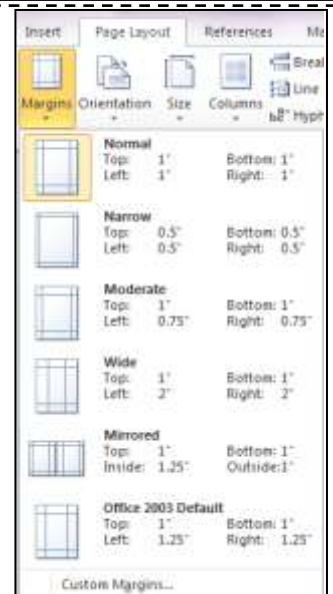 Insert Page Layout References Ma
Breal
Line
Margins Orientation Size Columns
Hyph
Normal
Top: 1" Bottom: 1"
Left: 1" Right: 1"
Narrow
Top: 0.5" Bottom: 0.5"
Left: 0.5" Right: 0.5"
Moderate
Top: 1" Bottom: 1"
Left: 0.75" Right: 0.75"
Wide
Top: 1" Bottom: 1"
Left: 2" Right: 2"
Mirrored
Top: 1" Bottom: 1"
Inside: 1.25" Outside:1"
Office 2003 Default
Top: 1" Bottom: 1"
Left: 1.25" Right: 1.25"
Custom Margins...